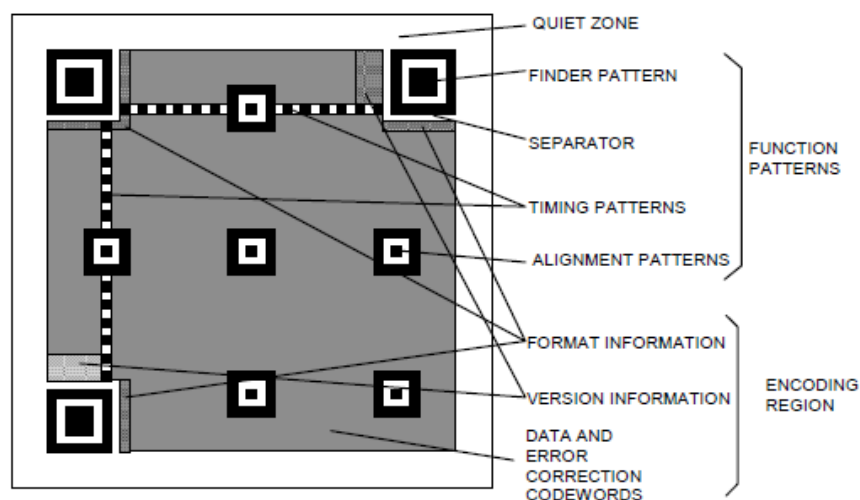 QUIET ZONE
FINDER PATTERN
SEPARATOR
FUNCTION
PATTERNS
TIMING PATTERNS
ALIGNMENT PATTERNS
FORMAT INFORMATION
VERSION INFORMATION
ENCODING
REGION
DATA AND
ERROR
CORRECTION
CODEWORDS